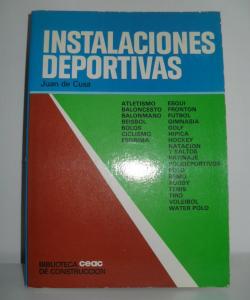 INSTALACIONES
DEPORTIVAS
Juan de Cusa
ATLETISMO
BALONCESTO
BALONMANO
BEISBOL
BOLOS
CICLISMO
ESGRIMA
ESQUI
FRONTON
FUTBOL
GIMNASIA
GOLF
HIPICA
HOCKEY
NATACION
Y SALTOS
PATINAJE
POLIDEPORTIVOS
POLO
REMO
RUGBY
TENIS
TIRO
VOLEIBOL
WATER POLO
BIBLIOTECA ceac
DE CONSTRUCCION